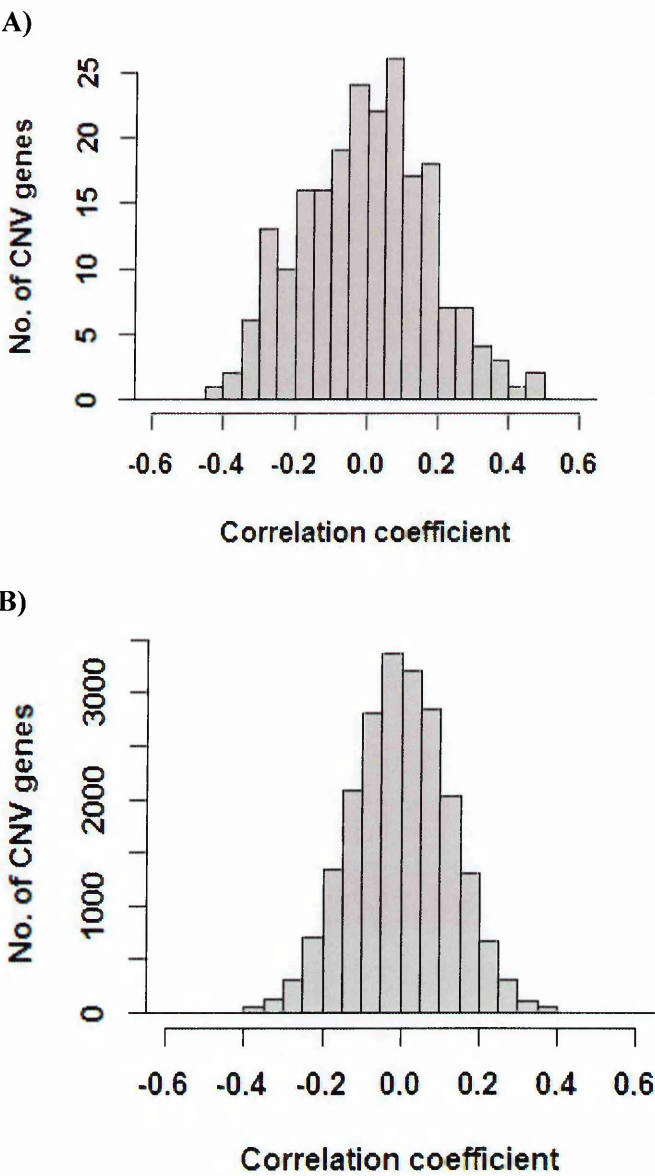 A)
No. of CNV genes
25
20
15
10
5
0
-0.6 -0.4 -0.2 0.0 0.2 0.4 0.6
Correlation coefficient
B)
No. of CNV genes
3000
2000
1000
0
-0.6 -0.4 -0.2 0.0 0.2 0.4 0.6
Correlation coefficient